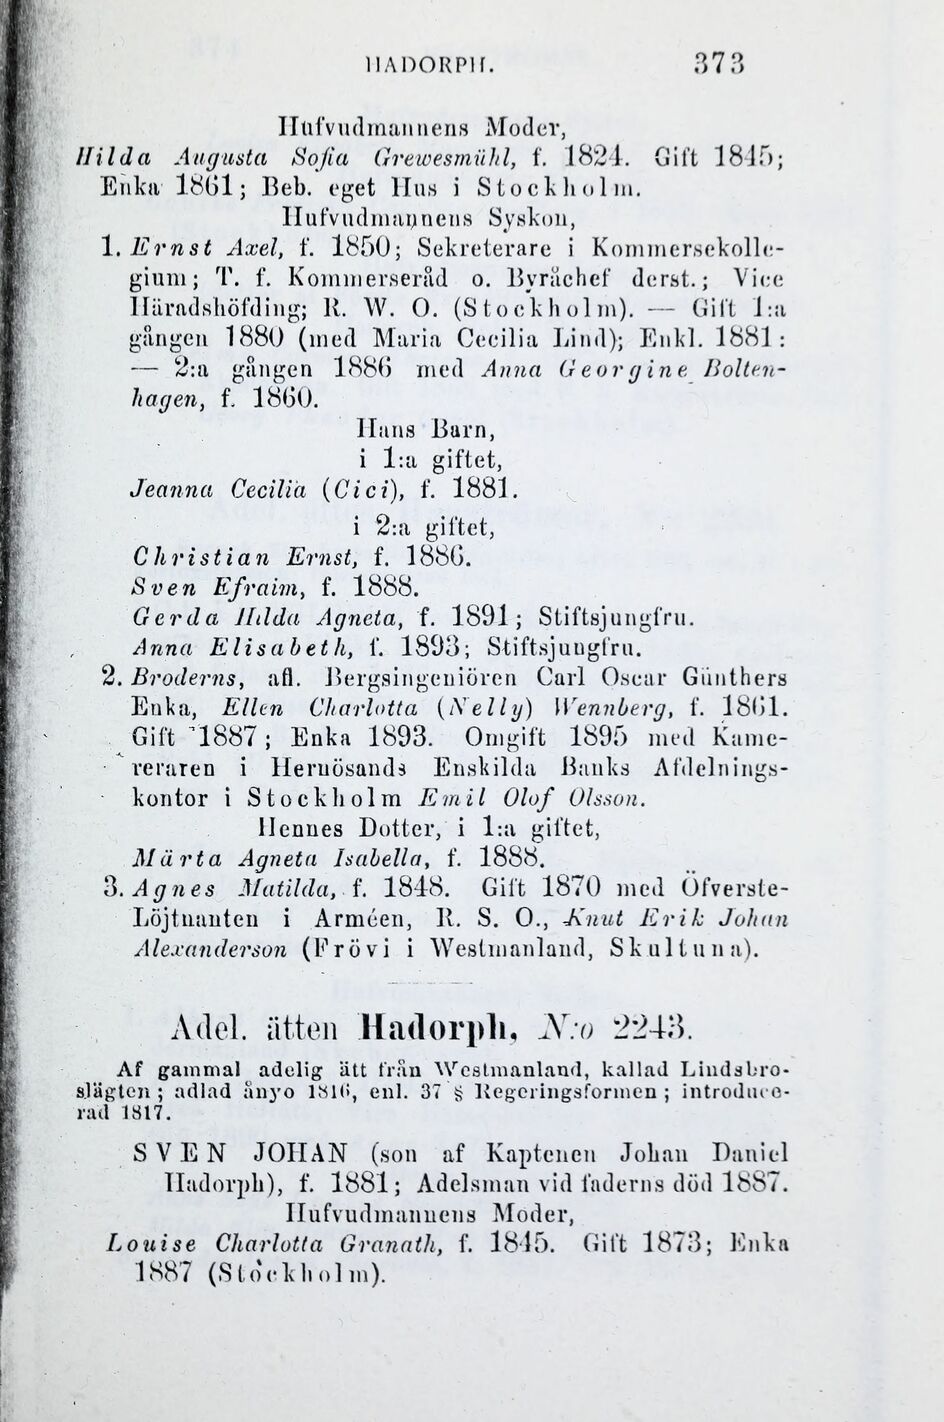 HADORPH. 373
Hufvudmannens Moder,
Hilda Augusta Sofia Grewesmühl, f. 1824. Gift 1845;
Enka 1861; Beb. eget Hus i Stockholm.
Hufvudmannens Syskon,
1. Ernst Axel, f. 1850; Sekreterare i Kommersekolle-
gium; T. f. Kommerseråd o. Byråchef derst.; Vice
Häradshöfding; R. W. O. (Stockholm). — Gift 1:a
gången 1880 (med Maria Cecilia Lind); Enkl. 1881:
— 2:a gången 1886 med Anna Georgine Bolten-
hagen, f. 1860.
Hans Barn,
i 1:a giftet,
Jeanna Cecilia (Cici), f. 1881.
i 2:a giftet,
Christian Ernst, f. 1886.
Sven Efraim, f. 1888.
Gerda Hilda Agneta, f. 1891; Stiftsjungfru.
Anna Elisabeth, f. 1893; Stiftsjungfru.
2. Broderns, afl. Bergsingeniören Carl Oscar Günthers
Enka, Ellen Charlotta (Nelly) Wennberg, f. 1861.
Gift 1887; Enka 1893. Omgift 1895 med Kame-
reraren i Hernösands Enskilda Banks Afdelnings-
kontor i Stockholm Emil Olof Olsson.
Hennes Dotter, i 1:a giftet,
Märta Agneta Isabella, f. 1888.
3. Agnes Matilda, f. 1848. Gift 1870 med Öfverste-
Löjtnanten i Arméen, R. S. O., Knut Erik Johan
Alexanderson (Frövi i Westmanland, Skultuna).
Adel. ätten Hadorph, N:o 2243.
Af gammal adelig ätt från Westmanland, kallad Lindsbro-
slägten; adlad ånyo 1816, enl. 37 § Regeringsformen; introduce-
rad 1817.
SVEN JOHAN (son af Kaptenen Johan Daniel
Hadorph), f. 1881; Adelsman vid faderns död 1887.
Hufvudmannens Moder,
Louise Charlotta Granath, f. 1845. Gift 1873; Enka
1887 (Stockholm).